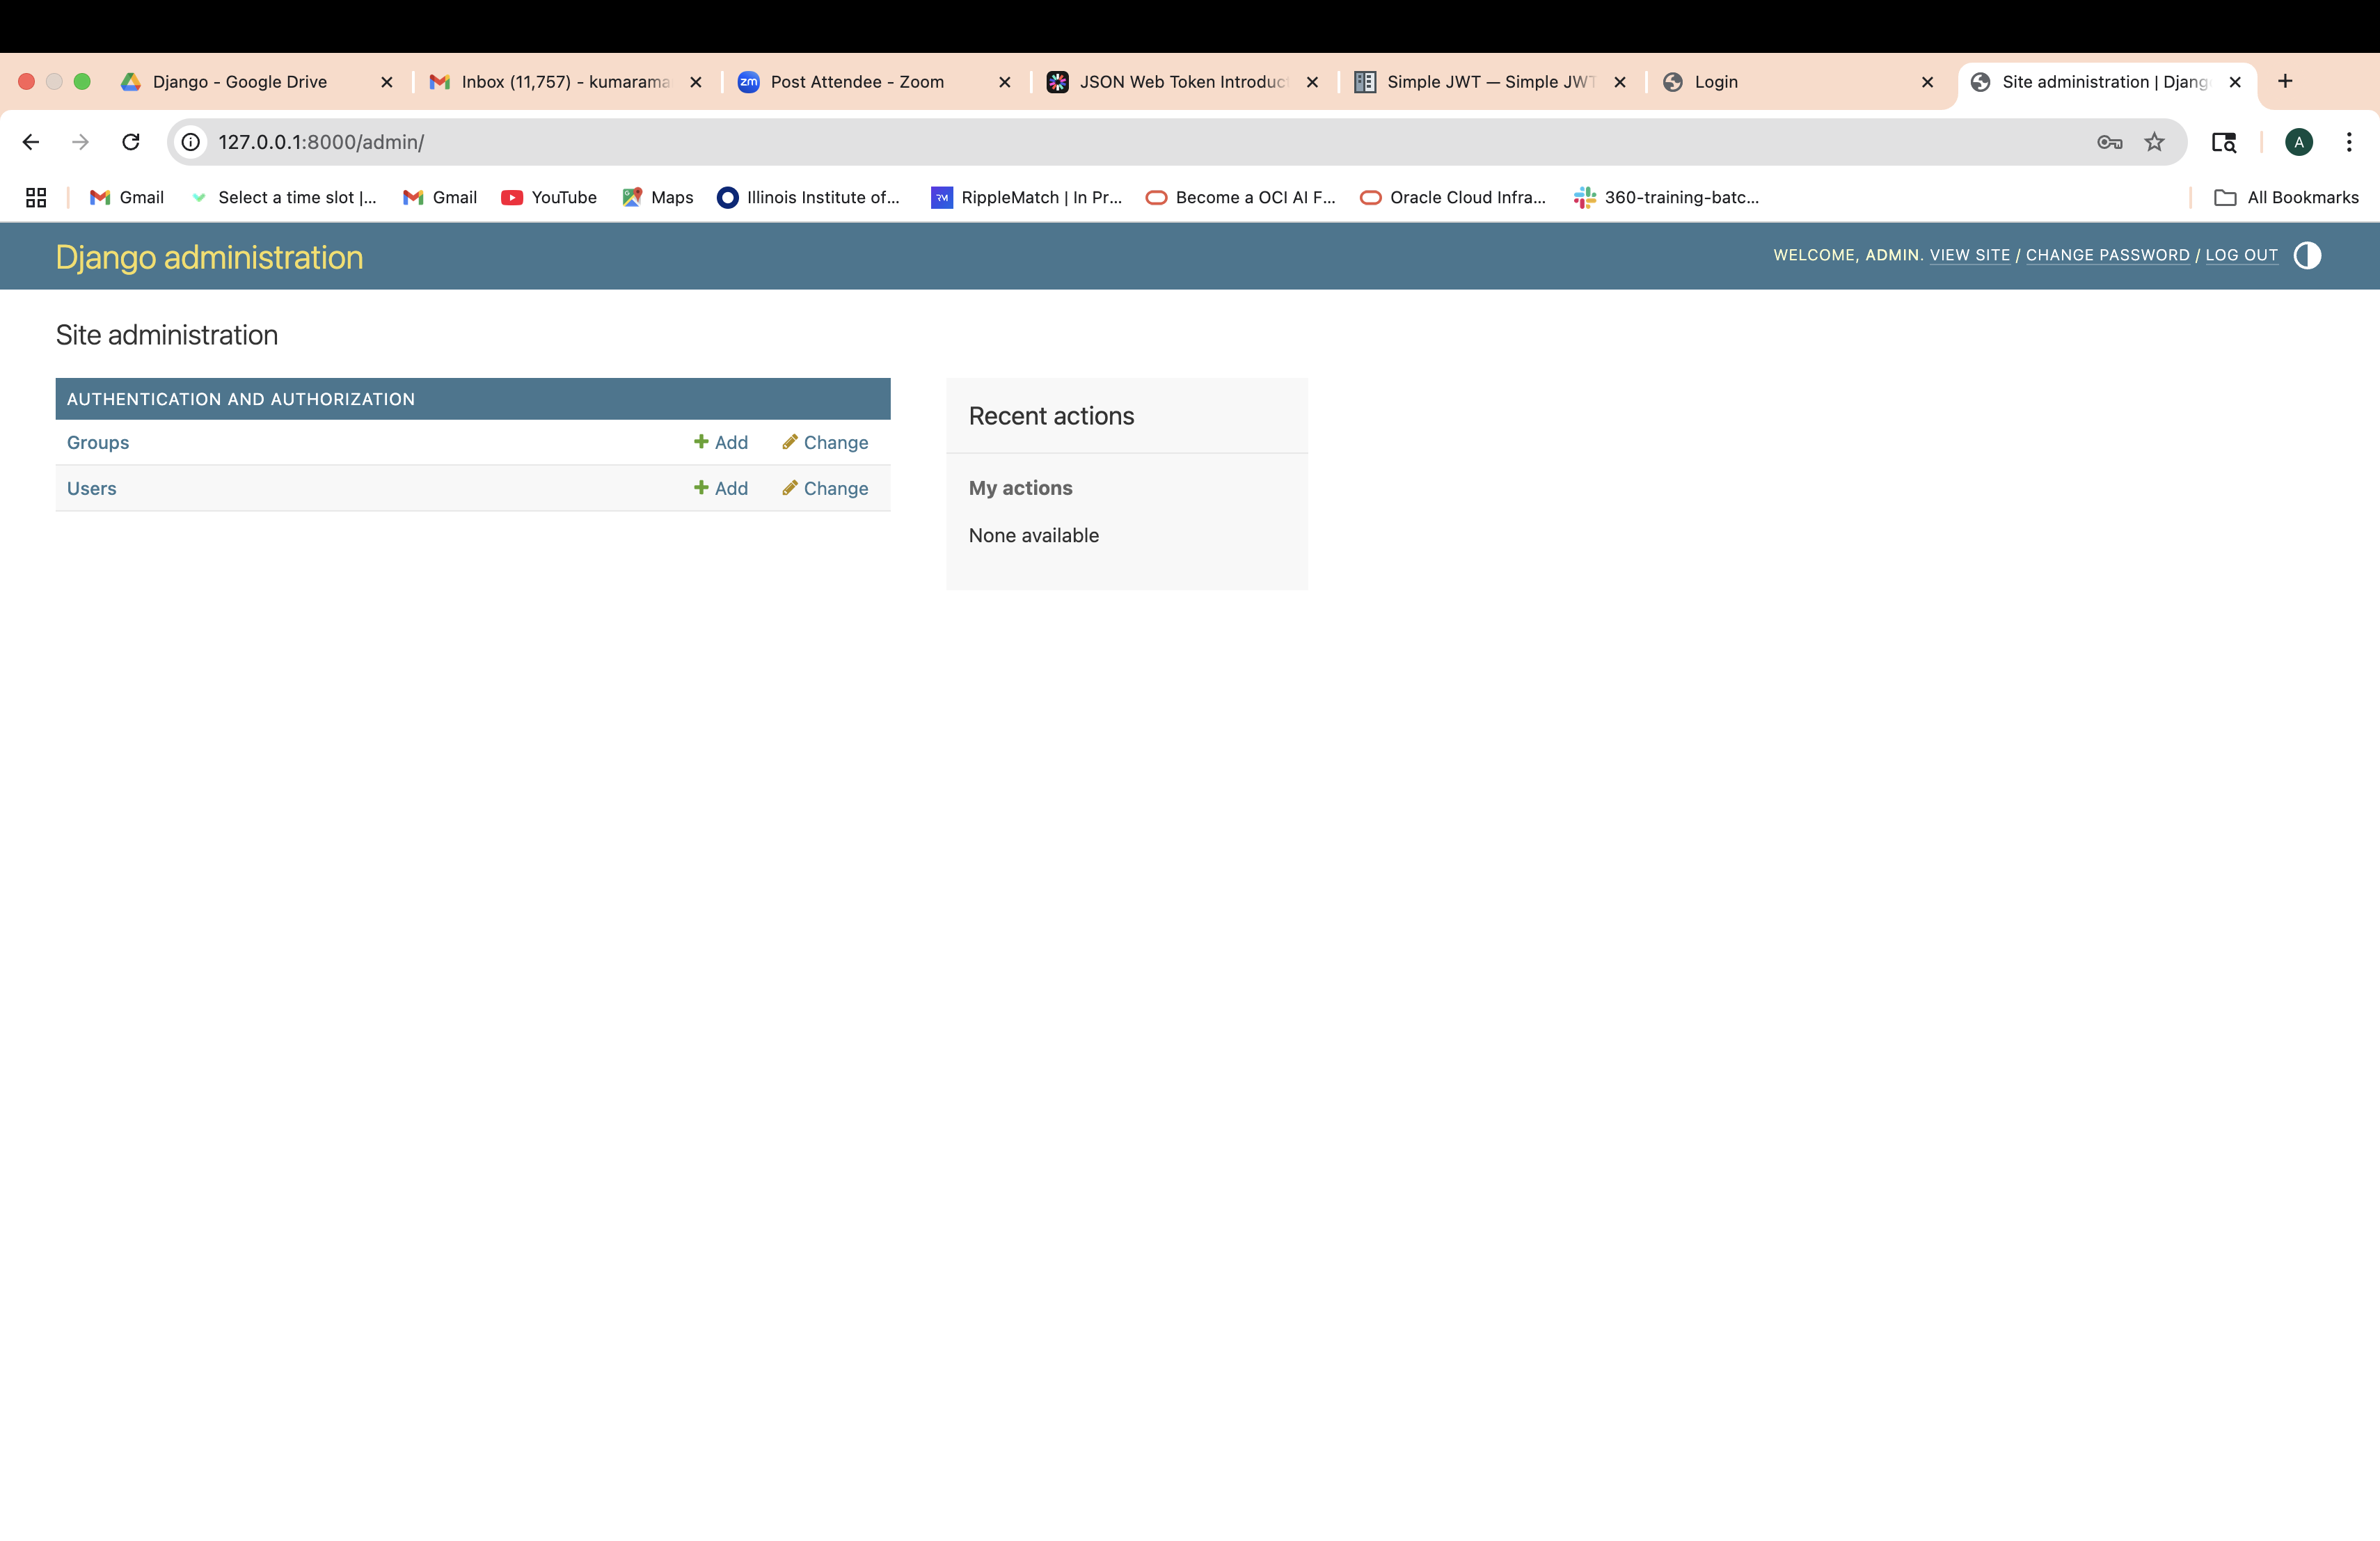 Django - Google Drive
Inbox (11,757) - kumarama
Post Attendee - Zoom
JSON Web Token Introduc
Simple JWT — Simple JWT
Login
Site administration | Djang
127.0.0.1:8000/admin/
A
Gmail
Select a time slot |...
Gmail
YouTube
Maps
Illinois Institute of...
RippleMatch | In Pr...
Become a OCI AI F...
Oracle Cloud Infra...
360-training-batc...
All Bookmarks
Django administration
WELCOME, ADMIN. VIEW SITE / CHANGE PASSWORD / LOG OUT
Site administration
AUTHENTICATION AND AUTHORIZATION
Groups Add Change
Users Add Change
Recent actions
My actions
None available